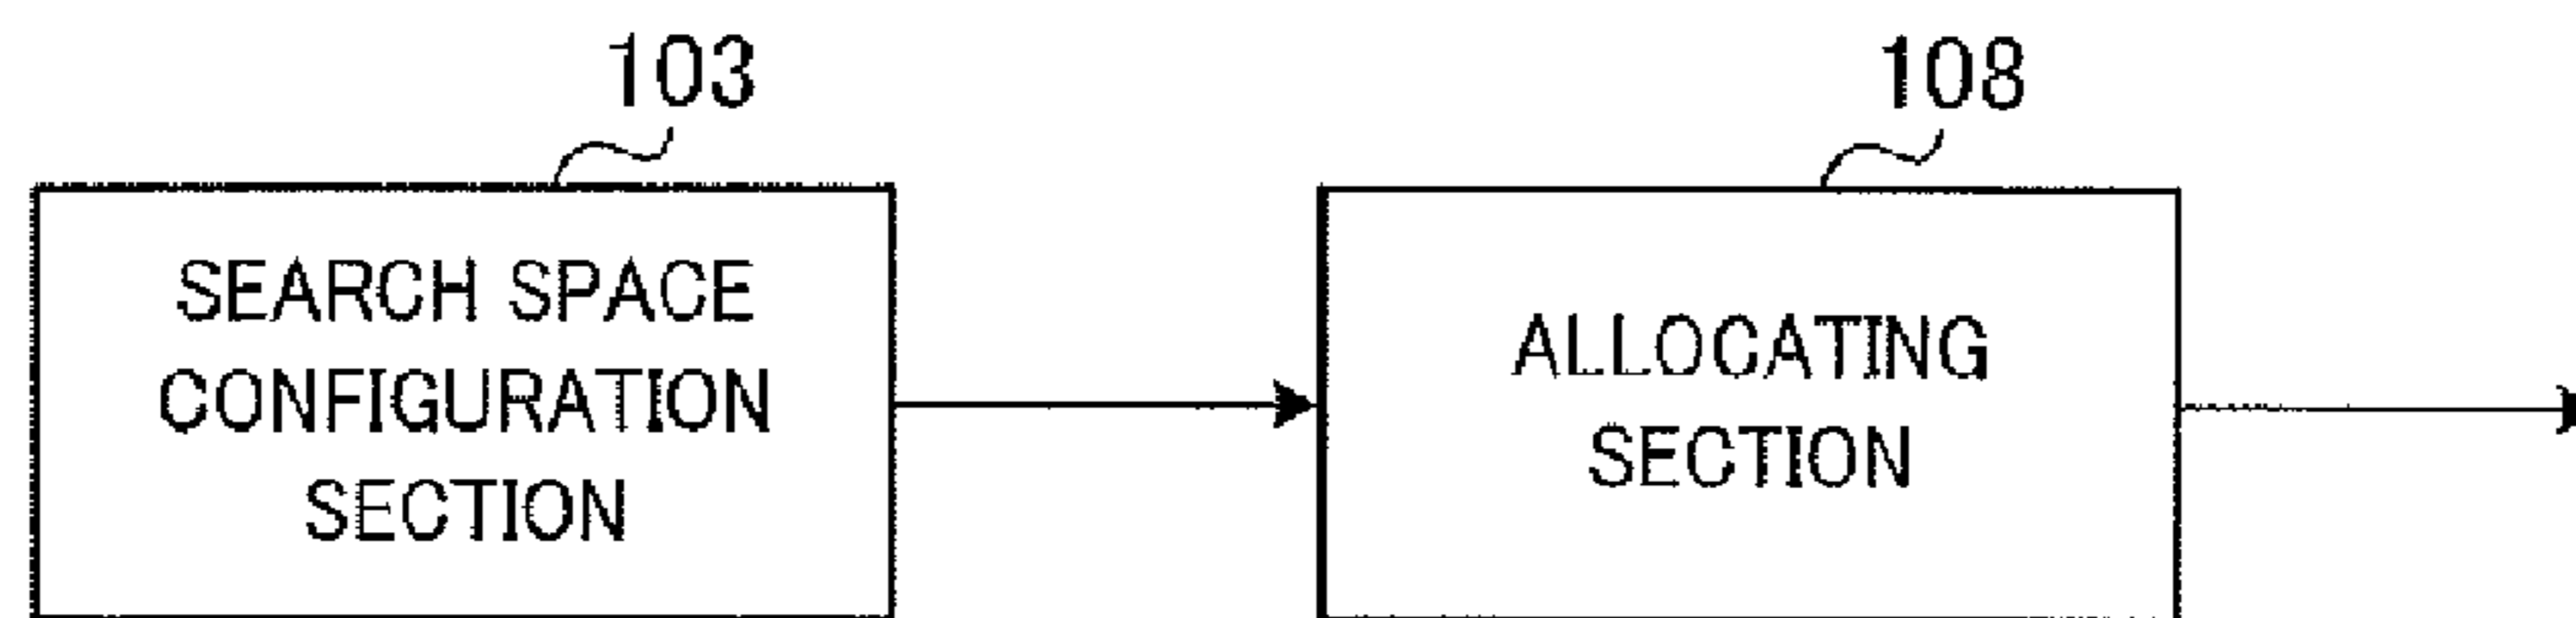 103
108
SEARCH SPACE
CONFIGURATION
SECTION
ALLOCATING
SECTION